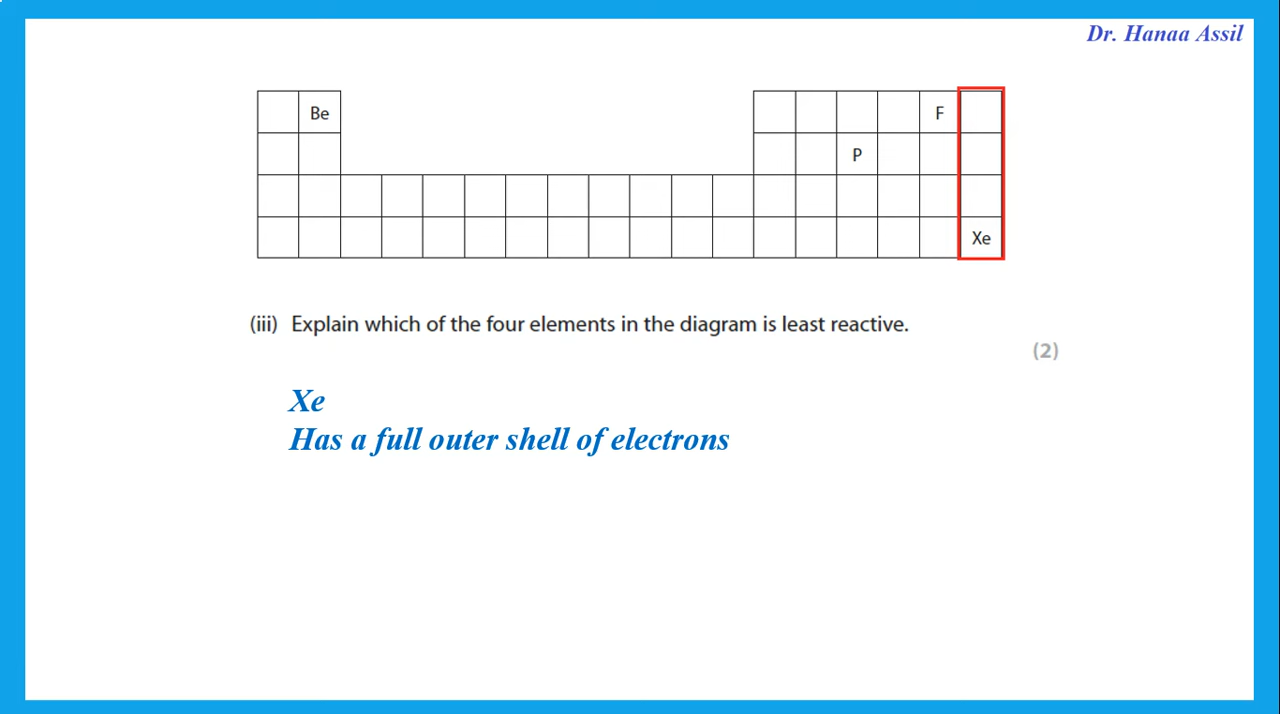 Dr. Hanaa Assil
Be
F
P
Xe
(iii) Explain which of the four elements in the diagram is least reactive.
(2)
Xe
Has a full outer shell of electrons